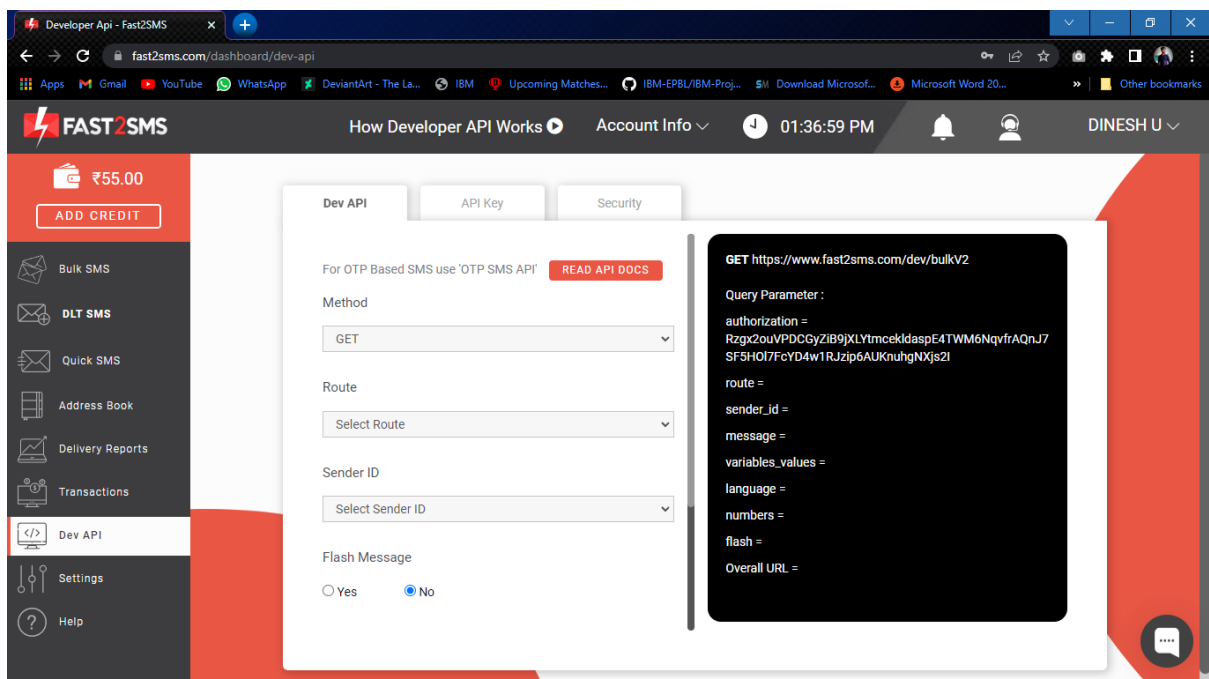 Developer Api - Fast2SMS
fast2sms.com/dashboard/dev-api
Apps Gmail YouTube WhatsApp DeviantArt - The La... IBM Upcoming Matches... IBM-EPBL/IBM-Proj... SM Download Microsof... Microsoft Word 20... » Other bookmarks
FAST2SMS How Developer API Works Account Info 01:36:59 PM DINESH U
₹55.00
ADD CREDIT
Bulk SMS
DLT SMS
Quick SMS
Address Book
Delivery Reports
Transactions
Dev API
Settings
Help
Dev API API Key Security
For OTP Based SMS use 'OTP SMS API' READ API DOCS
Method
GET
Route
Select Route
Sender ID
Select Sender ID
Flash Message
Yes No
GET https://www.fast2sms.com/dev/bulkV2
Query Parameter :
authorization =
Rzgx2ouVPDCGyZiB9jXLYtmcekldaspE4TWM6NqvfrAQnJ7
SF5HOl7FcYD4w1RJzip6AUKnuhgNXjs2I
route =
sender_id =
message =
variables_values =
language =
numbers =
flash =
Overall URL =